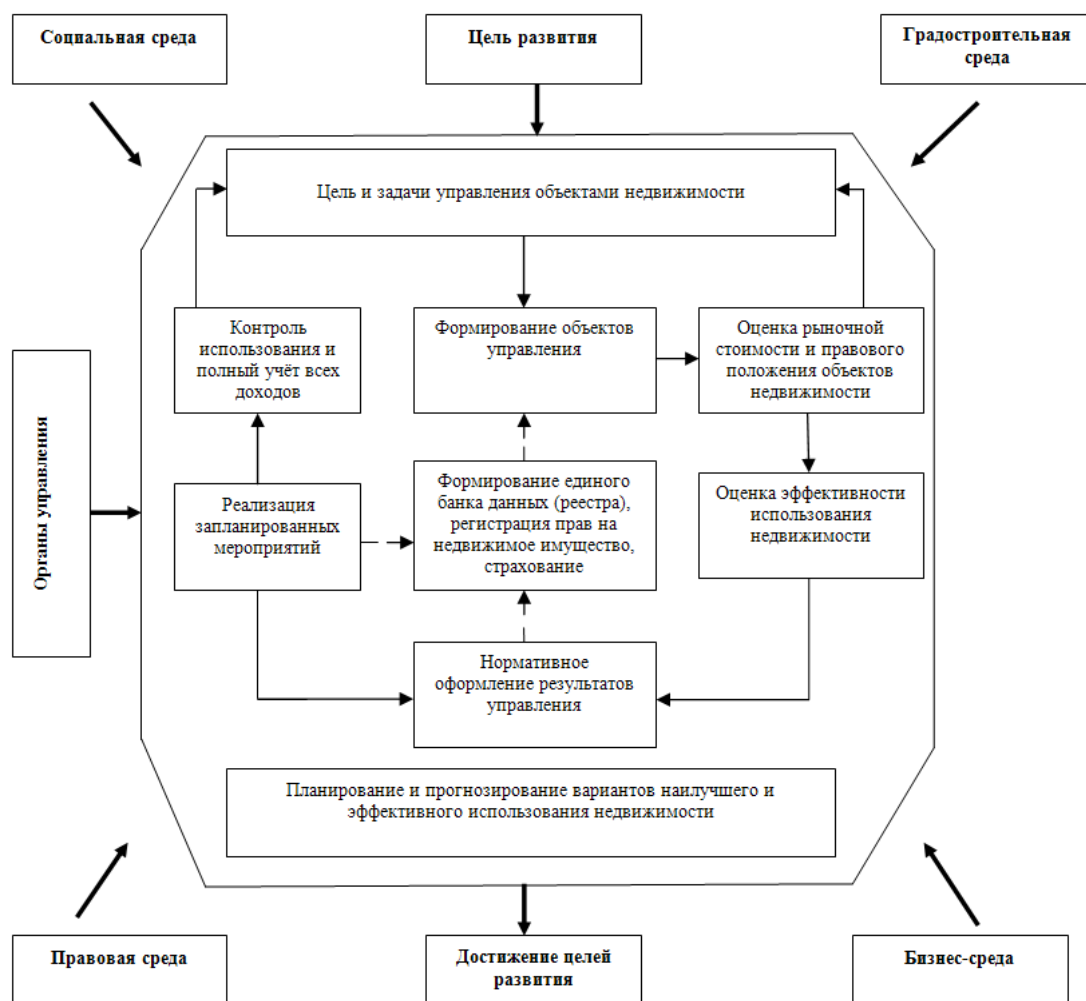 Социальная среда
Цель развития
Градостроительная
среда
Цель и задачи управления объектами недвижимости
Контроль
использования и
полный учёт всех
доходов
Формирование объектов
управления
Оценка рыночной
стоимости и правового
положения объектов
недвижимости
Органы управления
Реализация
запланированных
мероприятий
Формирование единого
банка данных (реестра),
регистрация прав на
недвижимое имущество,
страхование
Оценка эффективности
использования
недвижимости
Нормативное
оформление результатов
управления
Планирование и прогнозирование вариантов наилучшего и
эффективного использования недвижимости
Правовая среда
Достижение целей
развития
Бизнес-среда